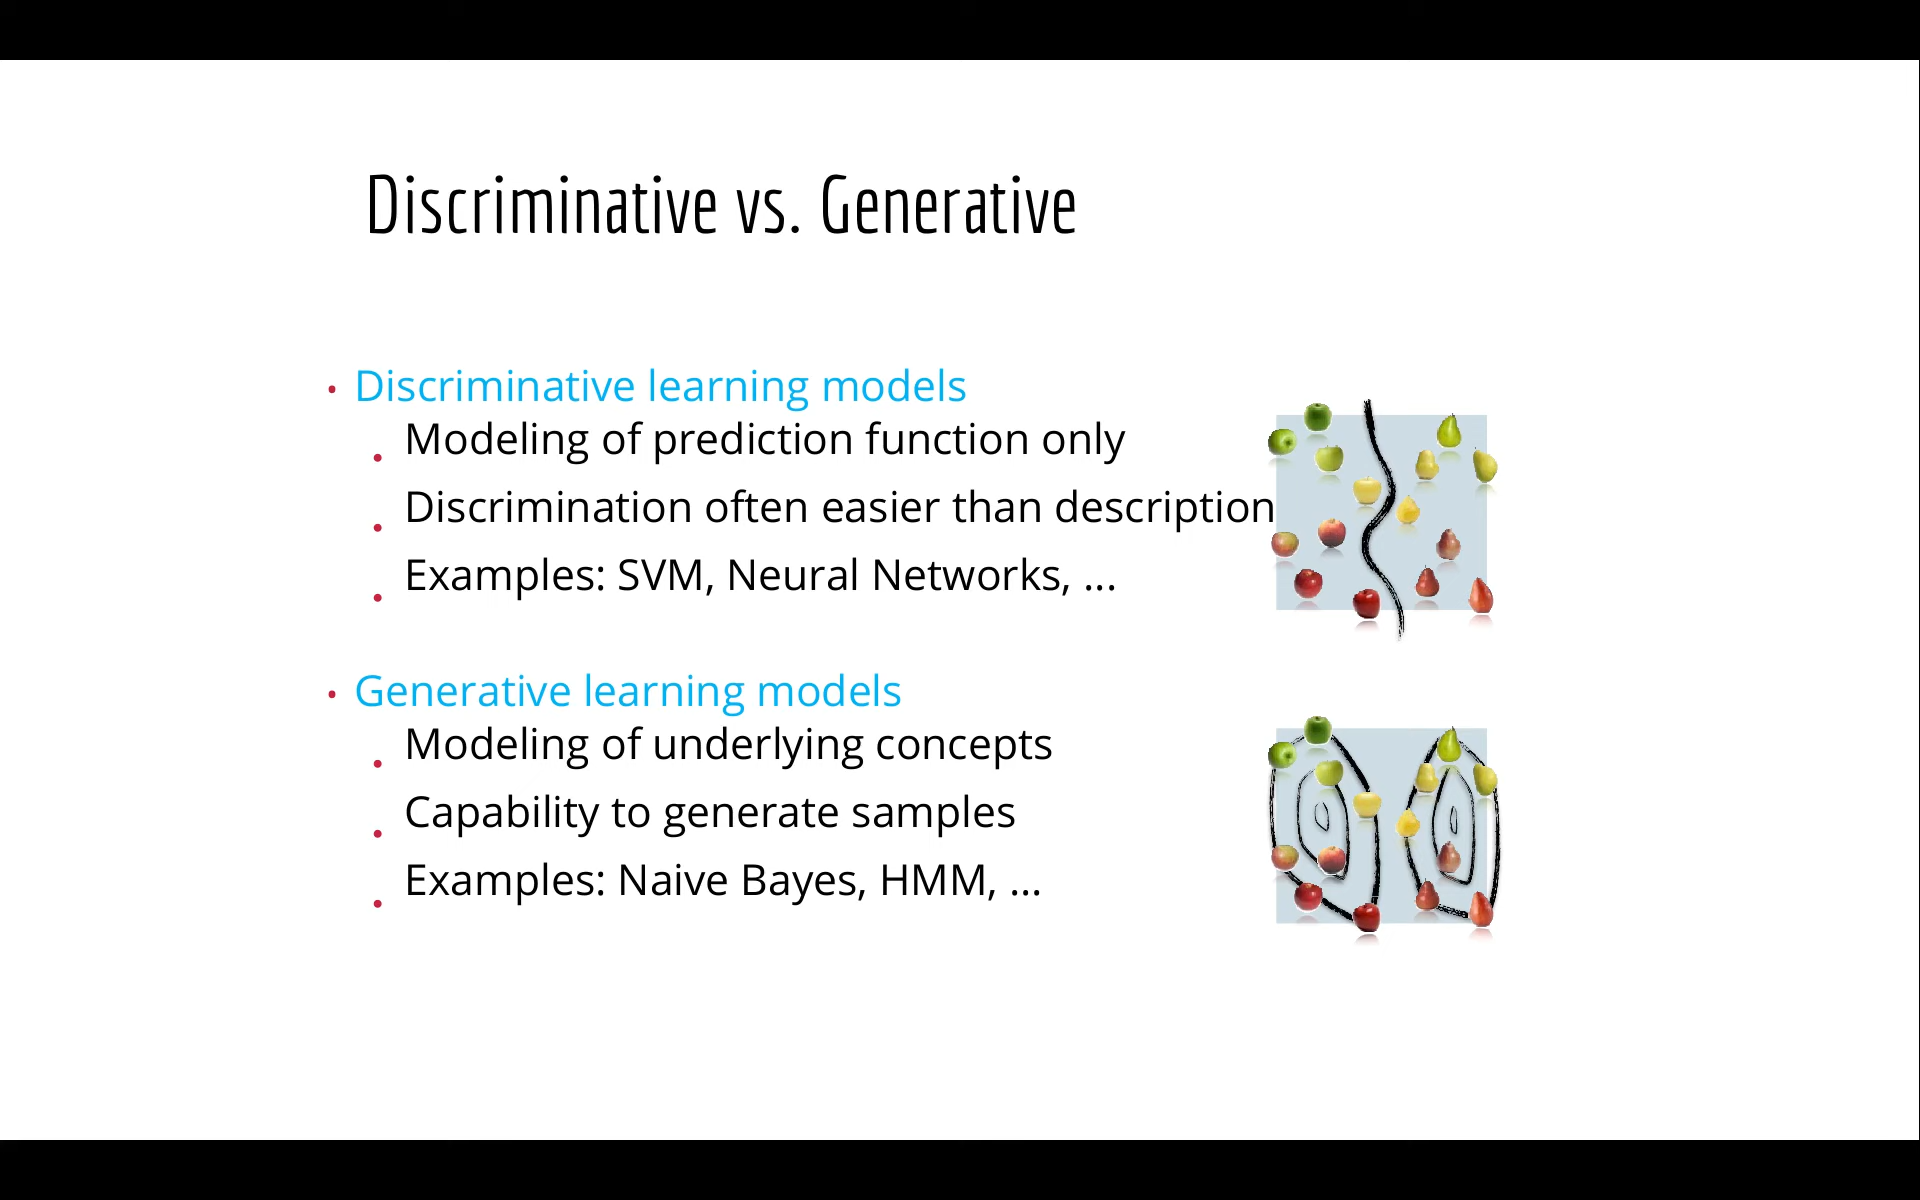 Discriminative vs. Generative
• Discriminative learning models
• Modeling of prediction function only
• Discrimination often easier than description
• Examples: SVM, Neural Networks, ...
• Generative learning models
• Modeling of underlying concepts
• Capability to generate samples
• Examples: Naive Bayes, HMM, ...